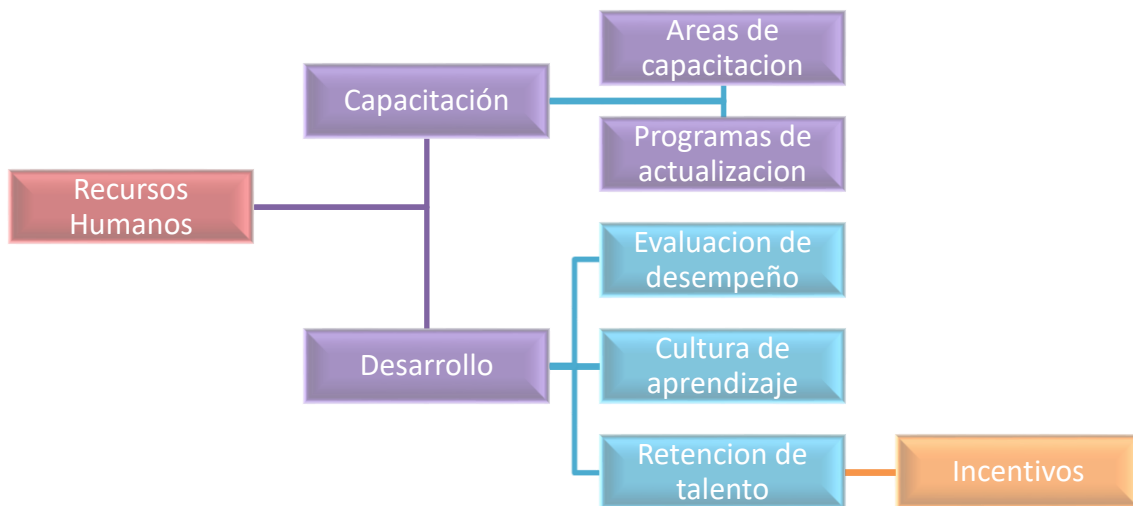 Recursos
Humanos
Capacitación
Areas de
capacitacion
Programas de
actualizacion
Desarrollo
Evaluacion de
desempeño
Cultura de
aprendizaje
Retencion de
talento
Incentivos